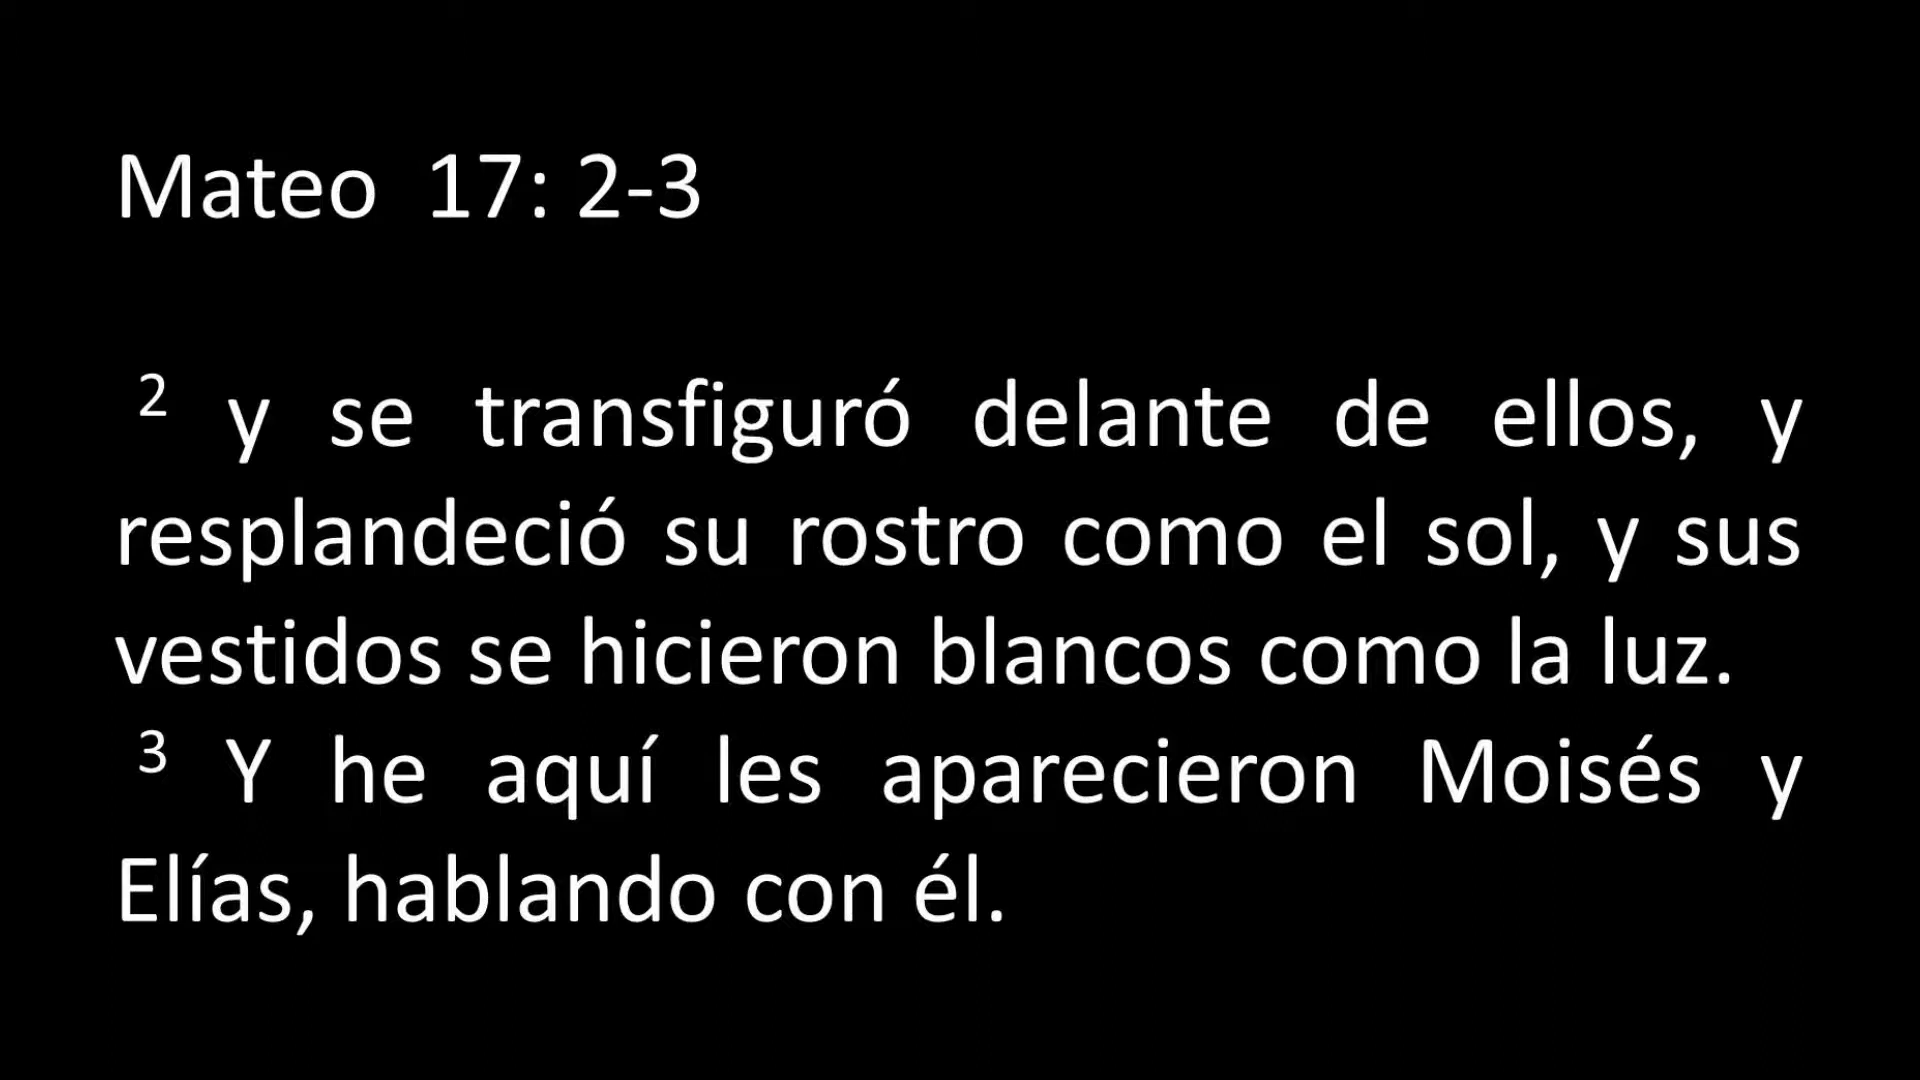 Mateo  17: 2-3
² y se transfiguró delante de ellos, y
resplandeció su rostro como el sol, y sus
vestidos se hicieron blancos como la luz.
³ Y he aquí les aparecieron Moisés y
Elías, hablando con él.